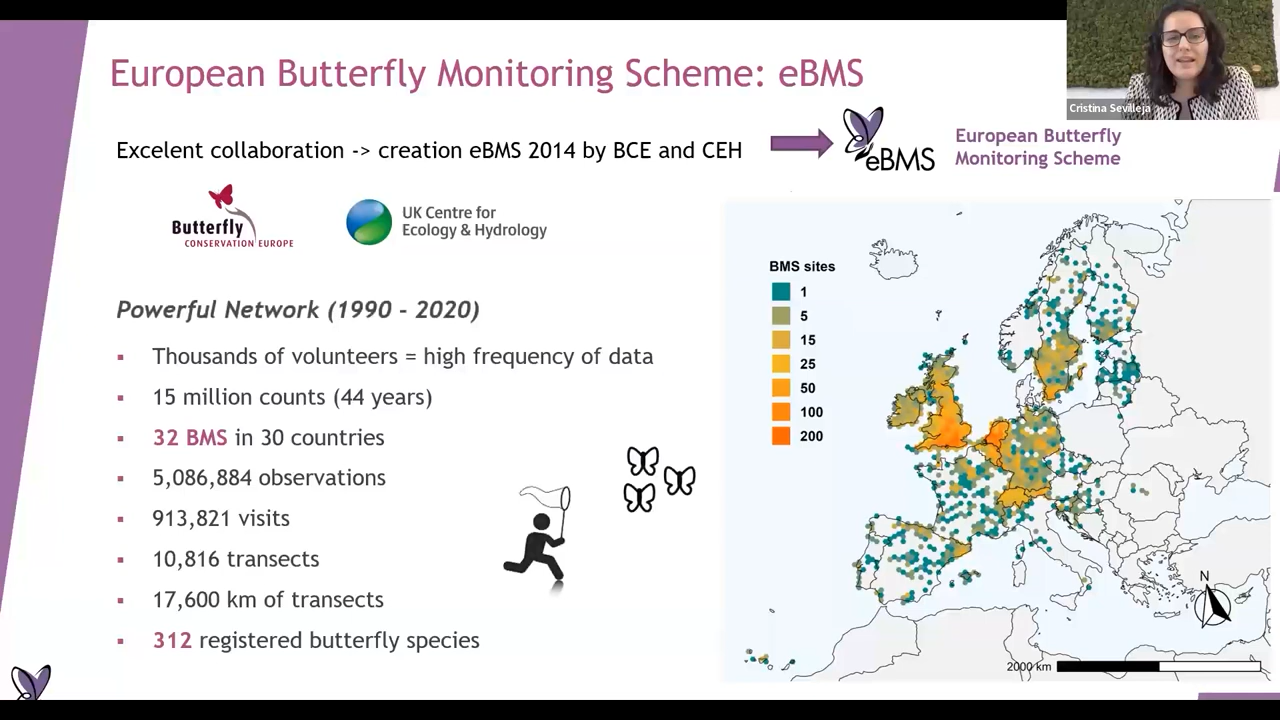 European Butterfly Monitoring Scheme: eBMS
Cristina Sevilleja
Excelent collaboration -> creation eBMS 2014 by BCE and CEH
eBMS
European Butterfly
Monitoring Scheme
Butterfly
CONSERVATION EUROPE
UK Centre for
Ecology & Hydrology
Powerful Network (1990 - 2020)
▪ Thousands of volunteers = high frequency of data
▪ 15 million counts (44 years)
▪ 32 BMS in 30 countries
▪ 5,086,884 observations
▪ 913,821 visits
▪ 10,816 transects
▪ 17,600 km of transects
▪ 312 registered butterfly species
BMS sites
1
5
15
25
50
100
200
N
2000 km